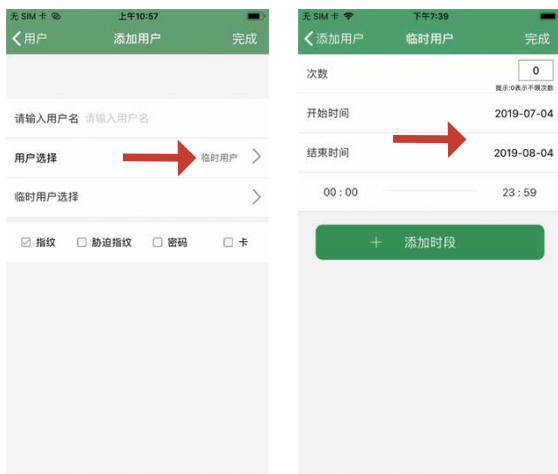 无 SIM 卡
上午10:57
用户
添加用户
完成
请输入用户名 请输入用户名
用户选择
临时用户
临时用户选择
指纹
胁迫指纹
密码
卡
无 SIM 卡
下午7:39
添加用户
临时用户
完成
次数
0
提示:0表示不限次数
开始时间
2019-07-04
结束时间
2019-08-04
00 : 00
23 : 59
+ 添加时段